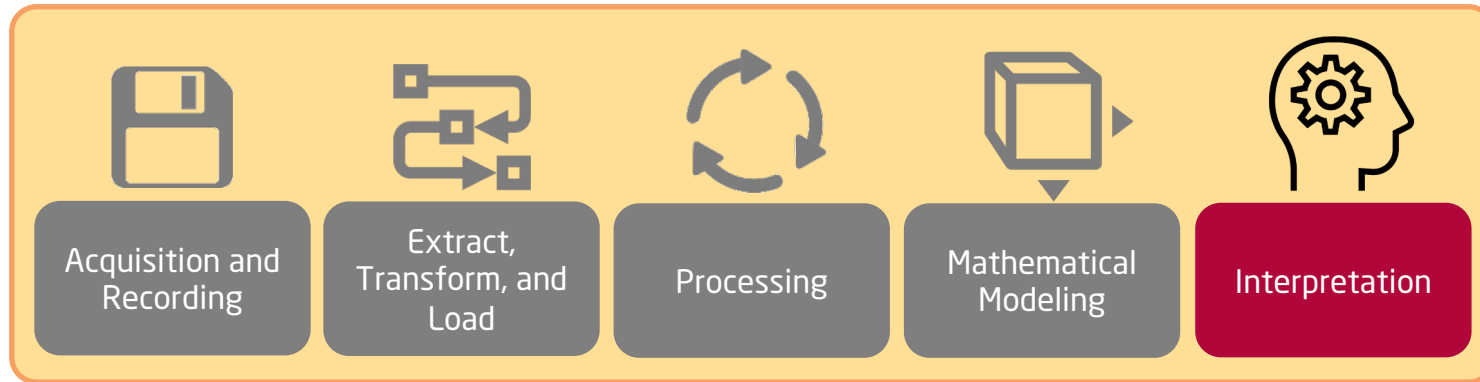 Acquisition and
Recording
Extract,
Transform, and
Load
Processing
Mathematical
Modeling
Interpretation